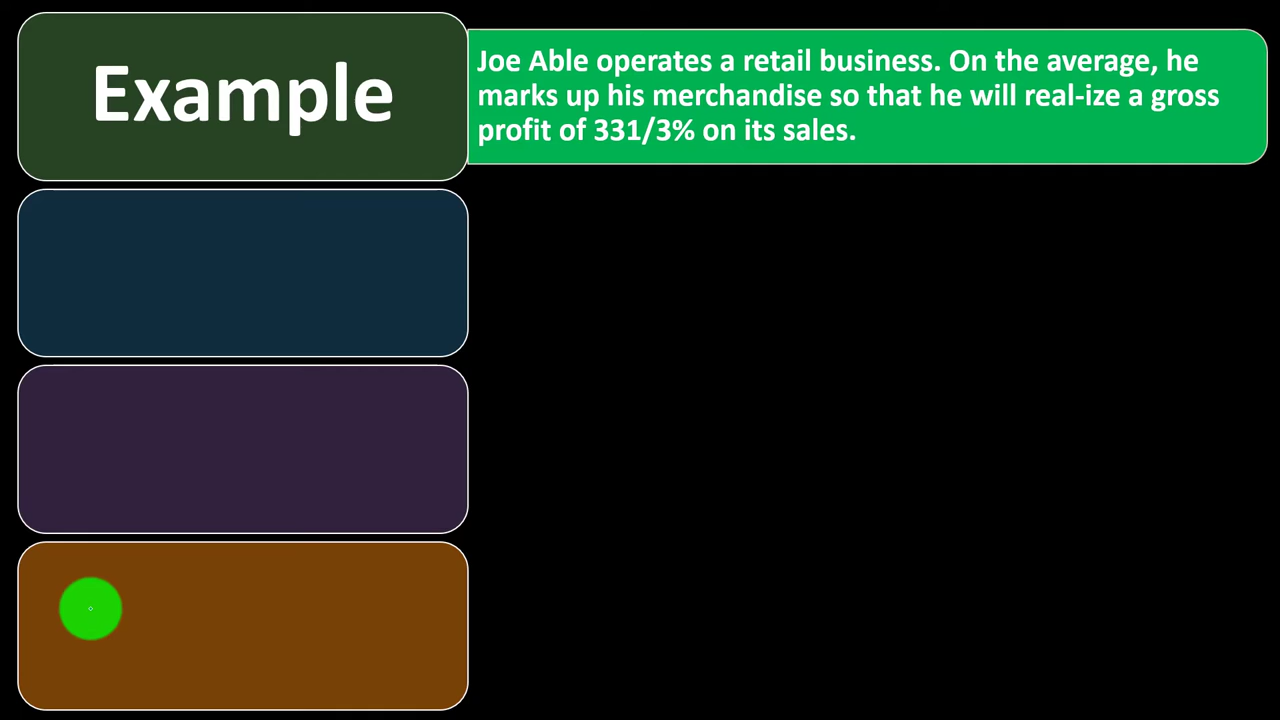 Example
Joe Able operates a retail business. On the average, he
marks up his merchandise so that he will real-ize a gross
profit of 331/3% on its sales.